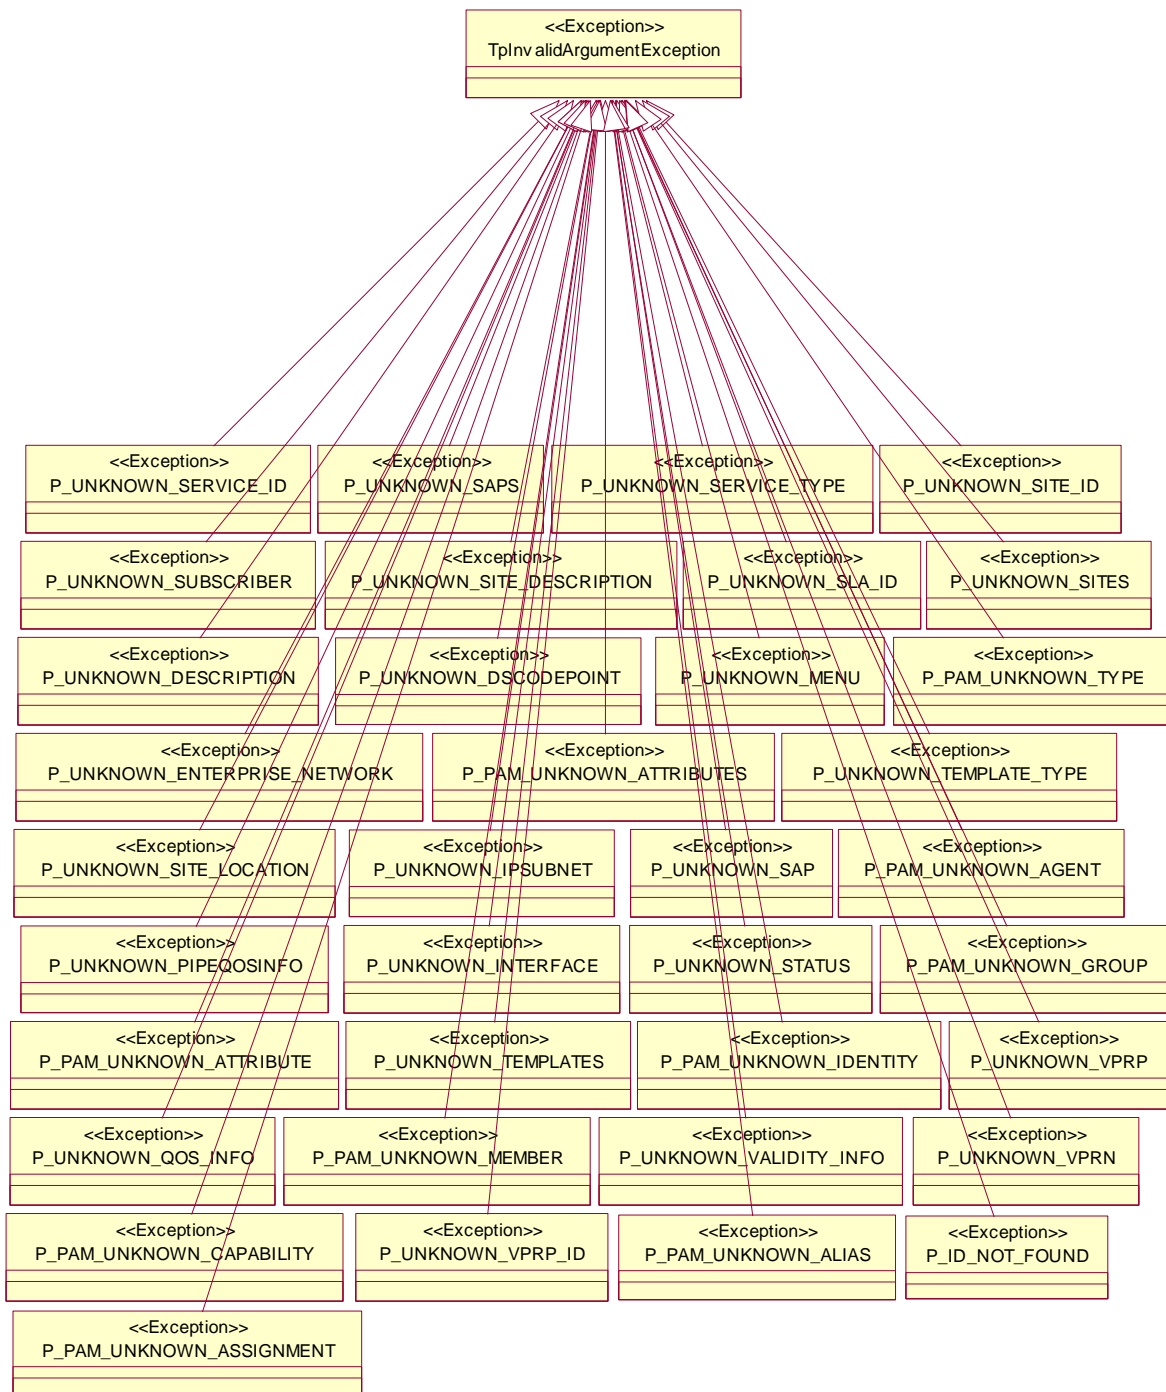 <<Exception>>
TpInvalidArgumentException
<<Exception>>
P_UNKNOWN_SERVICE_ID
<<Exception>>
P_UNKNOWN_SAPS
<<Exception>>
P_UNKNOWN_SERVICE_TYPE
<<Exception>>
P_UNKNOWN_SITE_ID
<<Exception>>
P_UNKNOWN_SUBSCRIBER
<<Exception>>
P_UNKNOWN_SITE_DESCRIPTION
<<Exception>>
P_UNKNOWN_SLA_ID
<<Exception>>
P_UNKNOWN_SITES
<<Exception>>
P_UNKNOWN_DESCRIPTION
<<Exception>>
P_UNKNOWN_DSCODEPOINT
<<Exception>>
P_UNKNOWN_MENU
<<Exception>>
P_PAM_UNKNOWN_TYPE
<<Exception>>
P_UNKNOWN_ENTERPRISE_NETWORK
<<Exception>>
P_PAM_UNKNOWN_ATTRIBUTES
<<Exception>>
P_UNKNOWN_TEMPLATE_TYPE
<<Exception>>
P_UNKNOWN_SITE_LOCATION
<<Exception>>
P_UNKNOWN_IPSUBNET
<<Exception>>
P_UNKNOWN_SAP
<<Exception>>
P_PAM_UNKNOWN_AGENT
<<Exception>>
P_UNKNOWN_PIPEQOSINFO
<<Exception>>
P_UNKNOWN_INTERFACE
<<Exception>>
P_UNKNOWN_STATUS
<<Exception>>
P_PAM_UNKNOWN_GROUP
<<Exception>>
P_PAM_UNKNOWN_ATTRIBUTE
<<Exception>>
P_UNKNOWN_TEMPLATES
<<Exception>>
P_PAM_UNKNOWN_IDENTITY
<<Exception>>
P_UNKNOWN_VPRP
<<Exception>>
P_UNKNOWN_QOS_INFO
<<Exception>>
P_PAM_UNKNOWN_MEMBER
<<Exception>>
P_UNKNOWN_VALIDITY_INFO
<<Exception>>
P_UNKNOWN_VPRN
<<Exception>>
P_PAM_UNKNOWN_CAPABILITY
<<Exception>>
P_UNKNOWN_VPRP_ID
<<Exception>>
P_PAM_UNKNOWN_ALIAS
<<Exception>>
P_ID_NOT_FOUND
<<Exception>>
P_PAM_UNKNOWN_ASSIGNMENT